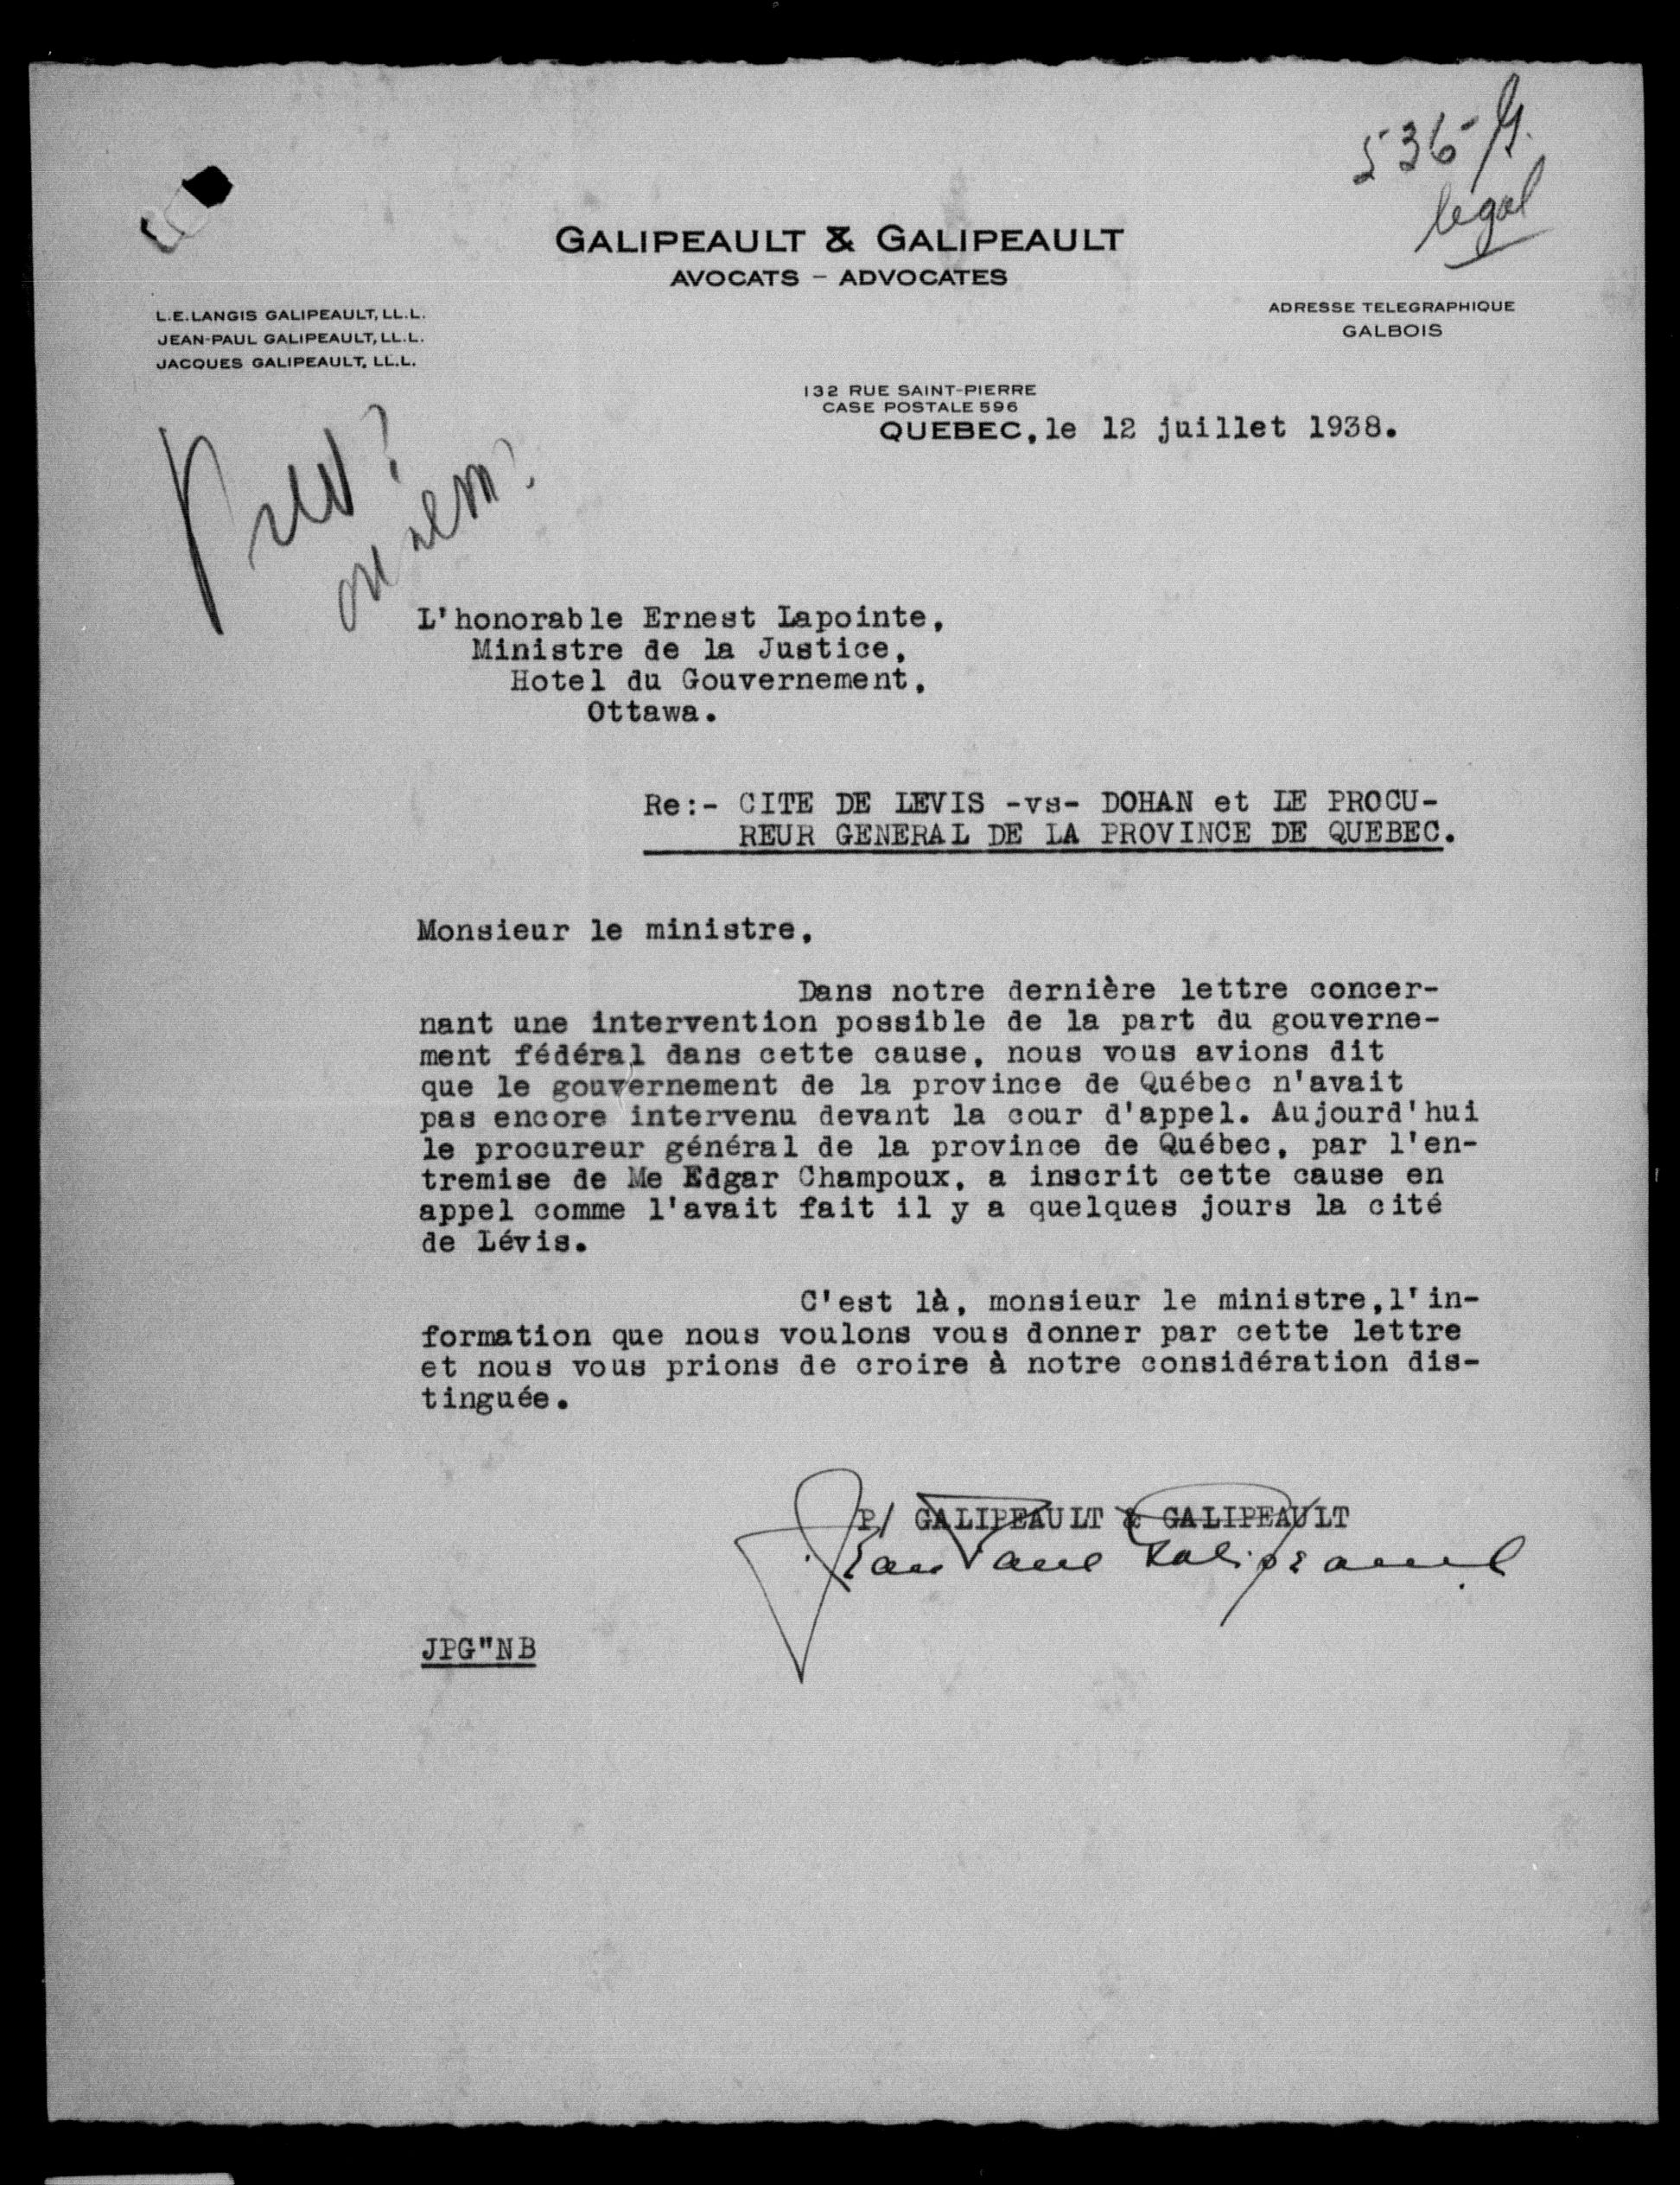 536-G.
legal
GALIPEAULT & GALIPEAULT
AVOCATS - ADVOCATES
L.E.LANGIS GALIPEAULT, LL.L.
JEAN-PAUL GALIPEAULT, LL.L.
JACQUES GALIPEAULT, LL.L.
ADRESSE TELEGRAPHIQUE
GALBOIS
132 RUE SAINT-PIERRE
CASE POSTALE 596
QUEBEC, le 12 juillet 1938.
L'honorable Ernest Lapointe,
Ministre de la Justice,
Hotel du Gouvernement,
Ottawa.
Re:- CITE DE LEVIS -vs- DOHAN et LE PROCU-
REUR GENERAL DE LA PROVINCE DE QUEBEC.
Monsieur le ministre,
Dans notre dernière lettre concer-
nant une intervention possible de la part du gouverne-
ment fédéral dans cette cause, nous vous avions dit
que le gouvernement de la province de Québec n'avait
pas encore intervenu devant la cour d'appel. Aujourd'hui
le procureur général de la province de Québec, par l'en-
tremise de Me Edgar Champoux, a inscrit cette cause en
appel comme l'avait fait il y a quelques jours la cité
de Lévis.
C'est là, monsieur le ministre,l'in-
formation que nous voulons vous donner par cette lettre
et nous vous prions de croire à notre considération dis-
tinguée.
P/ GALIPEAULT & GALIPEAULT
Jean Paul Galipeault
JPG"NB